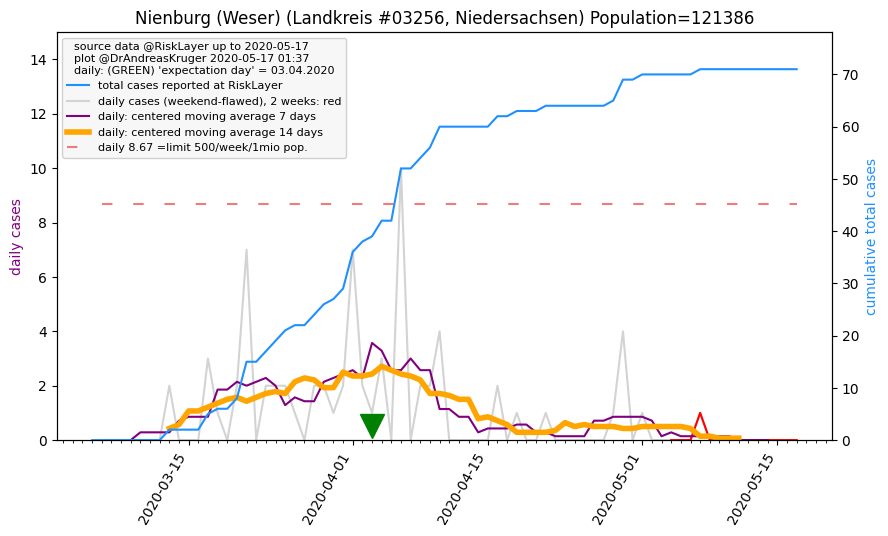 Nienburg (Weser) (Landkreis #03256, Niedersachsen) Population=121386
source data @RiskLayer up to 2020-05-17
plot @DrAndreasKruger 2020-05-17 01:37
daily: (GREEN) 'expectation day' = 03.04.2020
total cases reported at RiskLayer
daily cases (weekend-flawed), 2 weeks: red
daily: centered moving average 7 days
daily: centered moving average 14 days
daily 8.67 =limit 500/week/1mio pop.
daily cases
14
12
10
8
6
4
2
0
cumulative total cases
70
60
50
40
30
20
10
0
2020-03-15
2020-04-01
2020-04-15
2020-05-01
2020-05-15